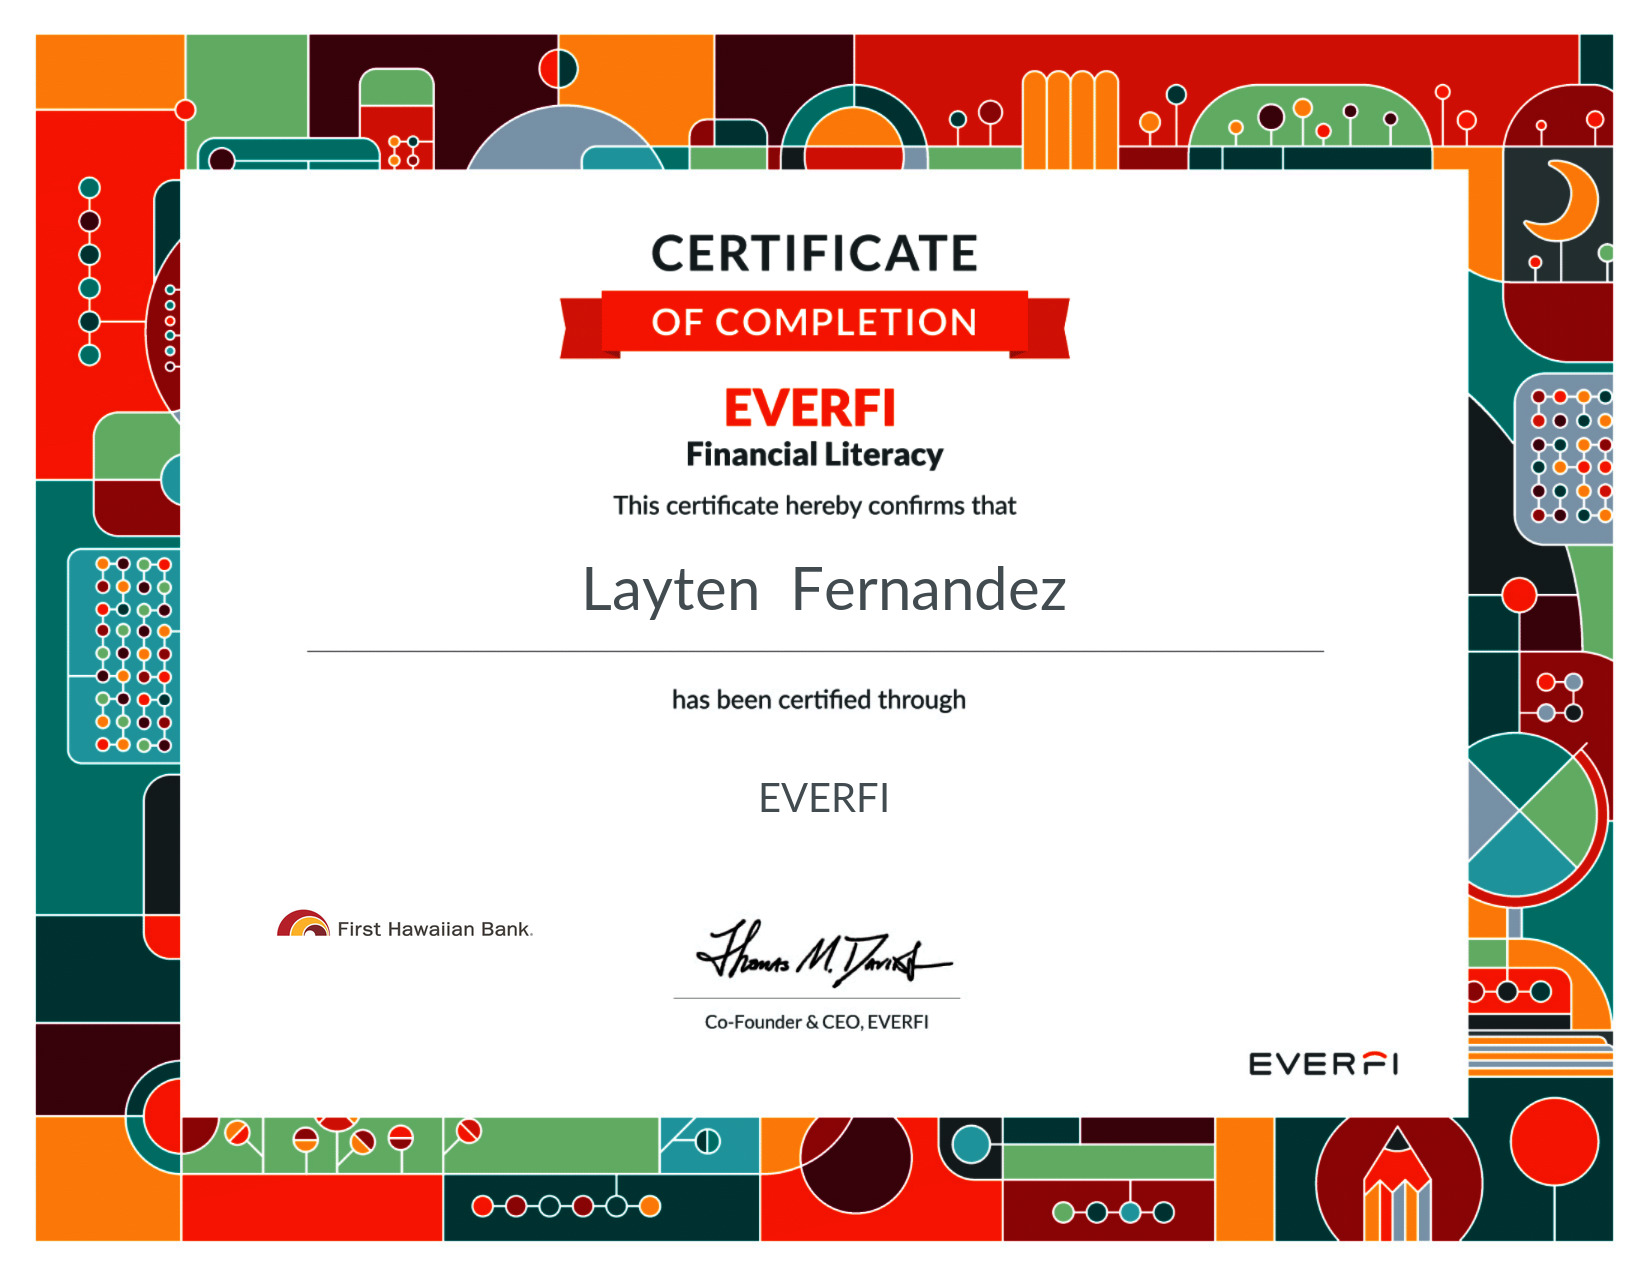 CERTIFICATE
OF COMPLETION
EVERFI
Financial Literacy
This certificate hereby confirms that
Layten Fernandez
has been certified through
EVERFI
First Hawaiian Bank.
Thomas M. Davidson
Co-Founder & CEO, EVERFI
EVERFI